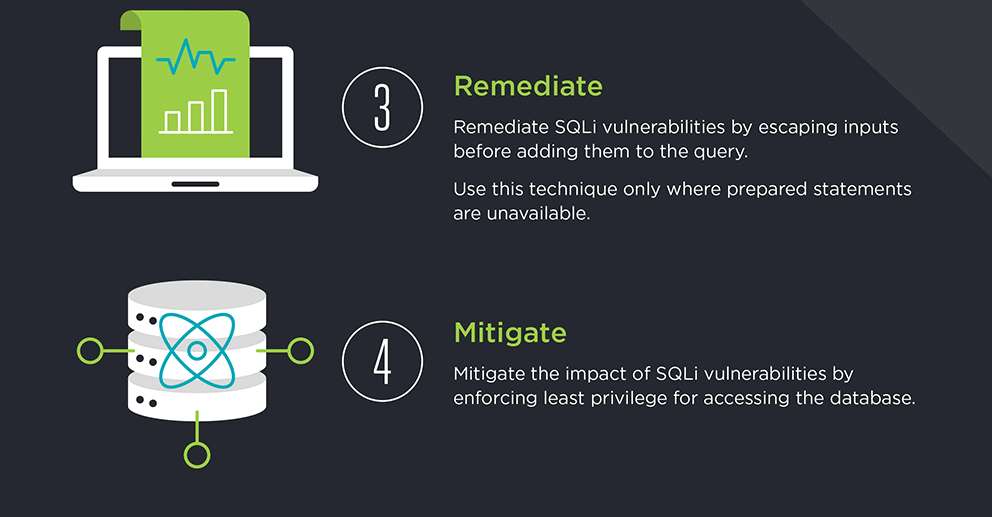 3
Remediate
Remediate SQLi vulnerabilities by escaping inputs
before adding them to the query.
Use this technique only where prepared statements
are unavailable.
4
Mitigate
Mitigate the impact of SQLi vulnerabilities by
enforcing least privilege for accessing the database.